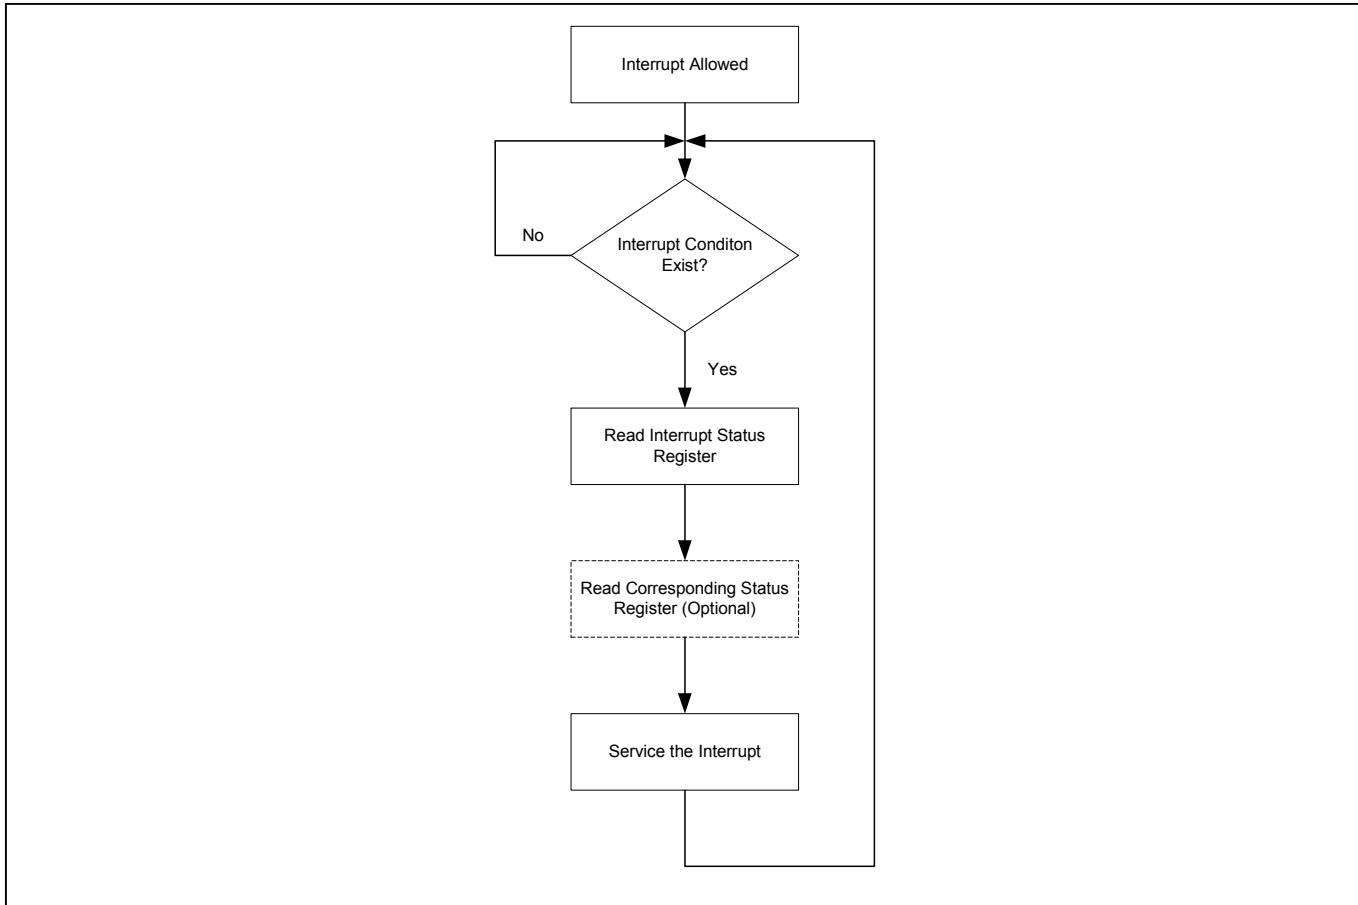 Interrupt Allowed
No
Interrupt Conditon
Exist?
Yes
Read Interrupt Status
Register
Read Corresponding Status
Register (Optional)
Service the Interrupt